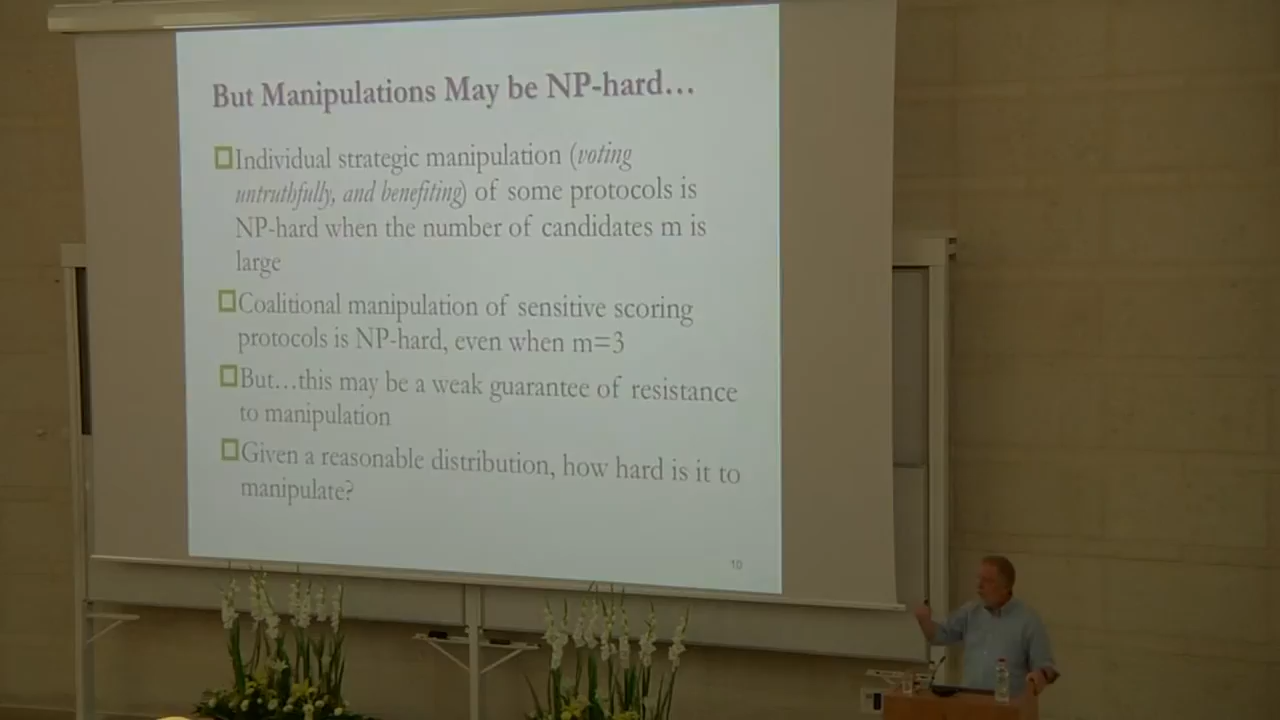 But Manipulations May be NP-hard...
Individual strategic manipulation (voting
untruthfully, and benefiting) of some protocols is
NP-hard when the number of candidates m is
large
Coalitional manipulation of sensitive scoring
protocols is NP-hard, even when m=3
But...this may be a weak guarantee of resistance
to manipulation
Given a reasonable distribution, how hard is it to
manipulate?
10